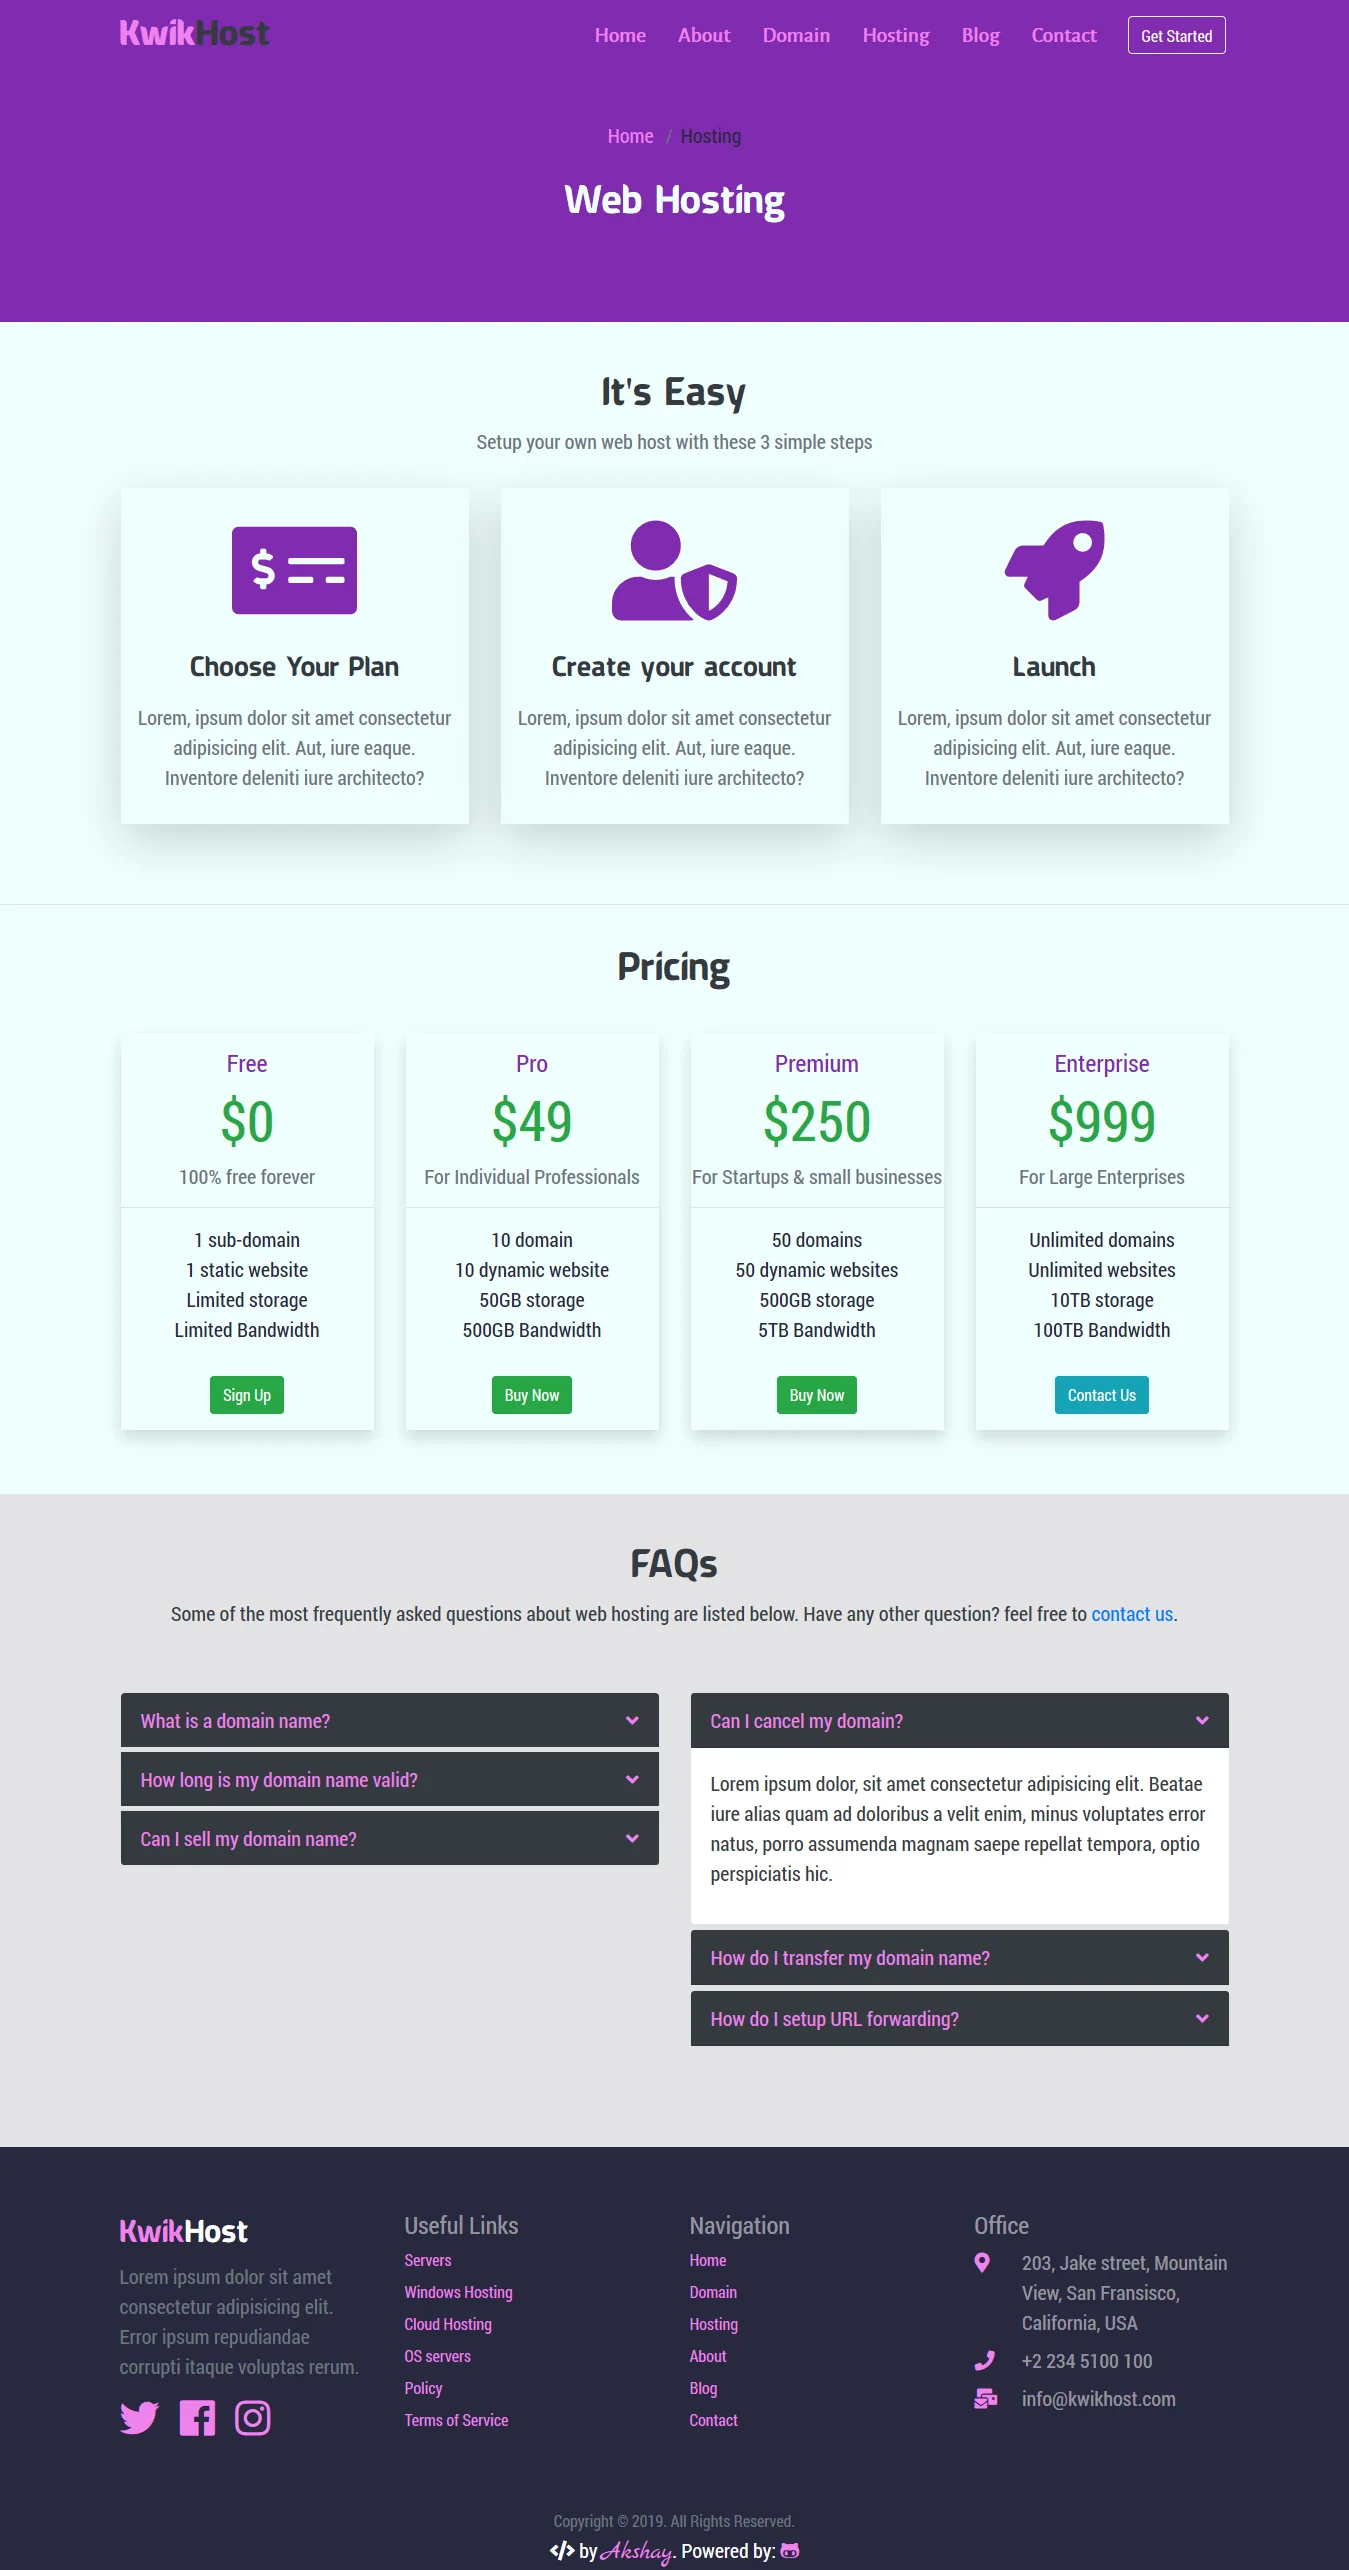 KwikHost
Home About Domain Hosting Blog Contact Get Started
Home / Hosting
Web Hosting
It's Easy
Setup your own web host with these 3 simple steps
$
Choose Your Plan
Lorem, ipsum dolor sit amet consectetur
adipisicing elit. Aut, iure eaque.
Inventore deleniti iure architecto?
Create your account
Lorem, ipsum dolor sit amet consectetur
adipisicing elit. Aut, iure eaque.
Inventore deleniti iure architecto?
Launch
Lorem, ipsum dolor sit amet consectetur
adipisicing elit. Aut, iure eaque.
Inventore deleniti iure architecto?
Pricing
Free
$0
100% free forever
1 sub-domain
1 static website
Limited storage
Limited Bandwidth
Sign Up
Pro
$49
For Individual Professionals
10 domain
10 dynamic website
50GB storage
500GB Bandwidth
Buy Now
Premium
$250
For Startups & small businesses
50 domains
50 dynamic websites
500GB storage
5TB Bandwidth
Buy Now
Enterprise
$999
For Large Enterprises
Unlimited domains
Unlimited websites
10TB storage
100TB Bandwidth
Contact Us
FAQs
Some of the most frequently asked questions about web hosting are listed below. Have any other question? feel free to contact us.
What is a domain name?
How long is my domain name valid?
Can I sell my domain name?
Can I cancel my domain?
Lorem ipsum dolor, sit amet consectetur adipisicing elit. Beatae
iure alias quam ad doloribus a velit enim, minus voluptates error
natus, porro assumenda magnam saepe repellat tempora, optio
perspiciatis hic.
How do I transfer my domain name?
How do I setup URL forwarding?
KwikHost
Lorem ipsum dolor sit amet
consectetur adipisicing elit.
Error ipsum repudiandae
corrupti itaque voluptas rerum.
Useful Links
Servers
Windows Hosting
Cloud Hosting
OS servers
Policy
Terms of Service
Navigation
Home
Domain
Hosting
About
Blog
Contact
Office
203, Jake street, Mountain
View, San Fransisco,
California, USA
+2 234 5100 100
info@kwikhost.com
Copyright © 2019. All Rights Reserved.
</> by Akshay. Powered by: